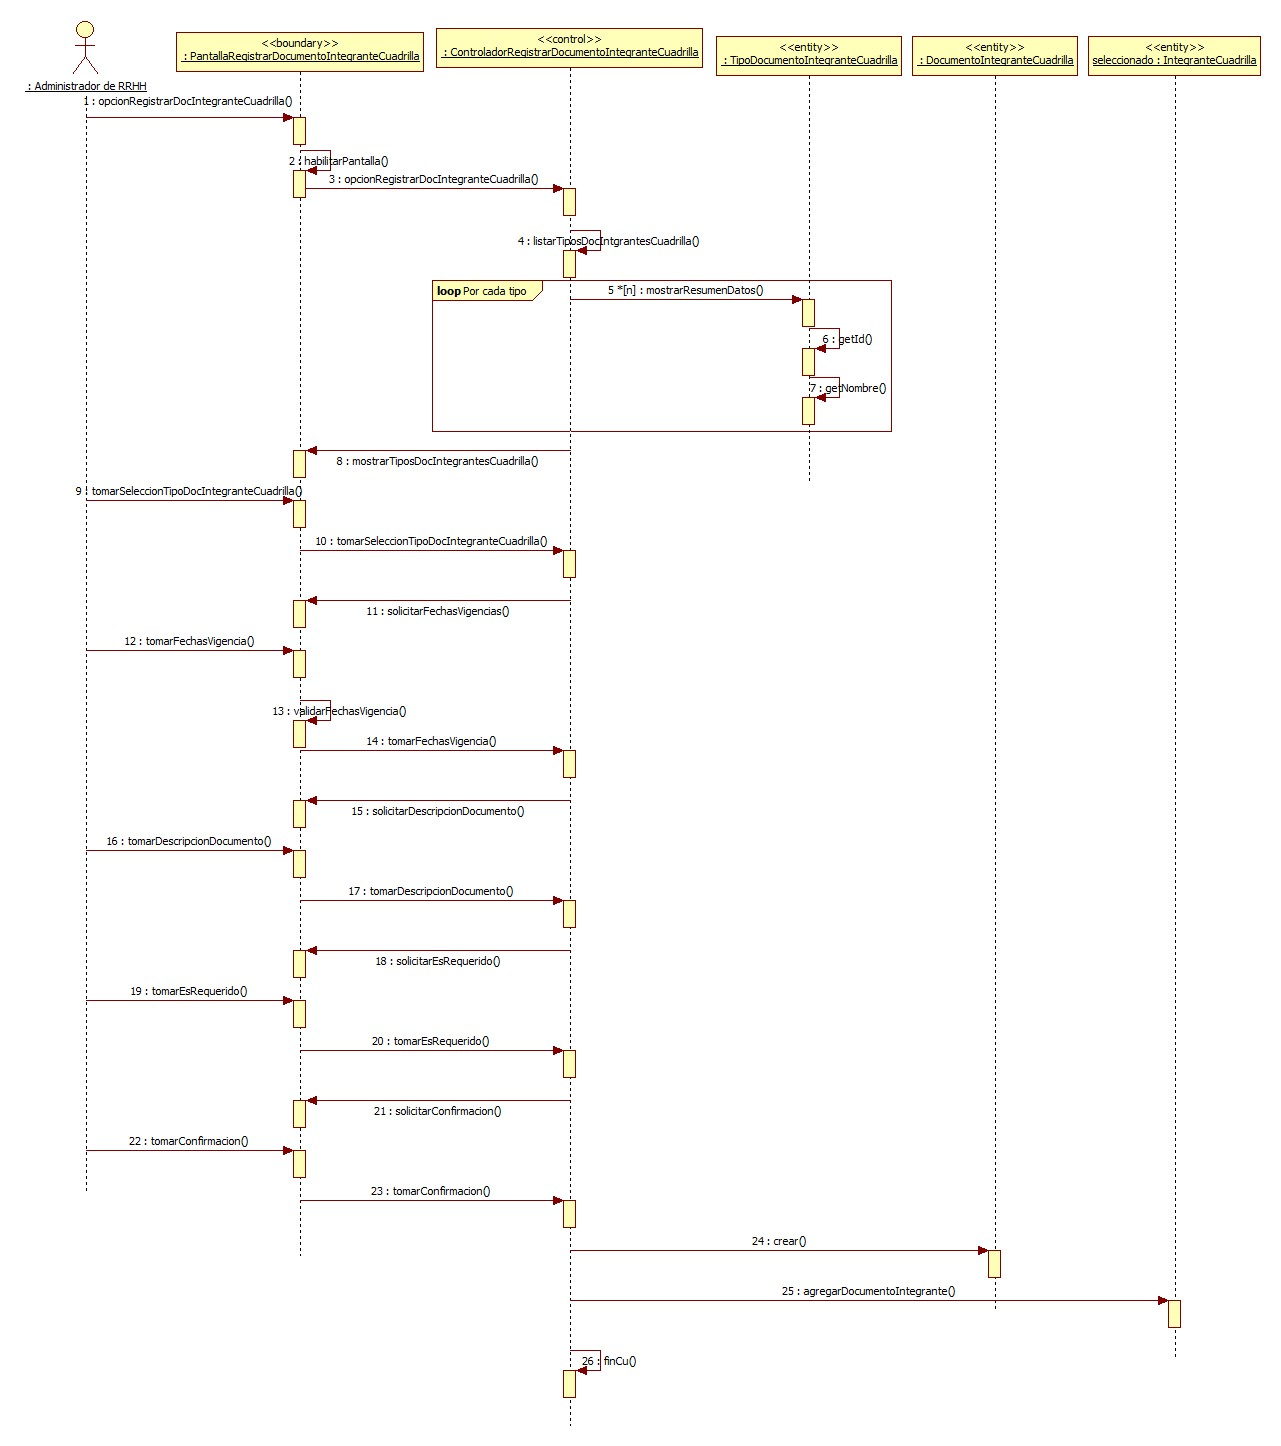 <<boundary>>
: PantallaRegistrarDocumentoIntegranteCuadrilla
<<control>>
: ControladorRegistrarDocumentoIntegranteCuadrilla
<<entity>>
: TipoDocumentoIntegranteCuadrilla
<<entity>>
: DocumentoIntegranteCuadrilla
<<entity>>
seleccionado : IntegranteCuadrilla
: Administrador de RRHH
1 : opcionRegistrarDocIntegranteCuadrilla()
2 : habilitarPantalla()
3 : opcionRegistrarDocIntegranteCuadrilla()
4 : listarTiposDocIntgrantesCuadrilla()
loop Por cada tipo
5 *[n] : mostrarResumenDatos()
6 : getId()
7 : getNombre()
8 : mostrarTiposDocIntegrantesCuadrilla()
9 : tomarSeleccionTipoDocIntegranteCuadrilla()
10 : tomarSeleccionTipoDocIntegranteCuadrilla()
11 : solicitarFechasVigencias()
12 : tomarFechasVigencia()
13 : validarFechasVigencia()
14 : tomarFechasVigencia()
15 : solicitarDescripcionDocumento()
16 : tomarDescripcionDocumento()
17 : tomarDescripcionDocumento()
18 : solicitarEsRequerido()
19 : tomarEsRequerido()
20 : tomarEsRequerido()
21 : solicitarConfirmacion()
22 : tomarConfirmacion()
23 : tomarConfirmacion()
24 : crear()
25 : agregarDocumentoIntegrante()
26 : finCu()